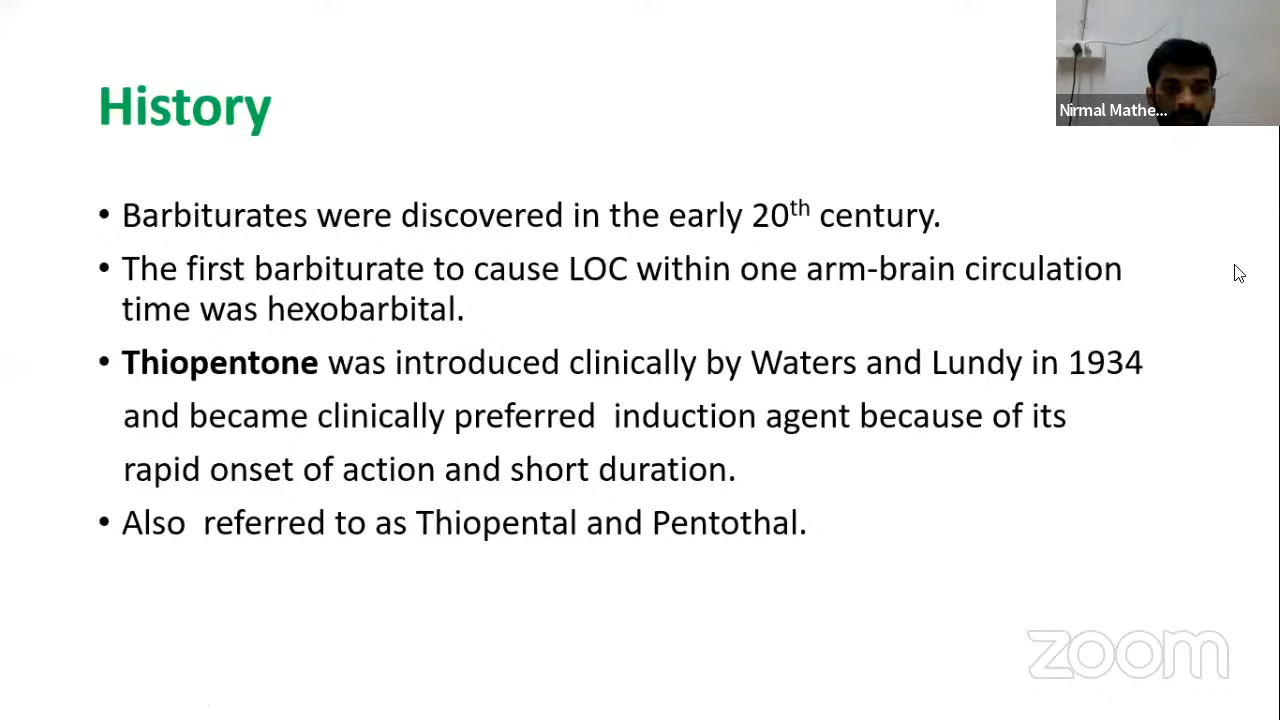 History
Nirmal Mathe...
• Barbiturates were discovered in the early 20th century.
• The first barbiturate to cause LOC within one arm-brain circulation
time was hexobarbital.
• Thiopentone was introduced clinically by Waters and Lundy in 1934
and became clinically preferred  induction agent because of its
rapid onset of action and short duration.
• Also  referred to as Thiopental and Pentothal.
zoom